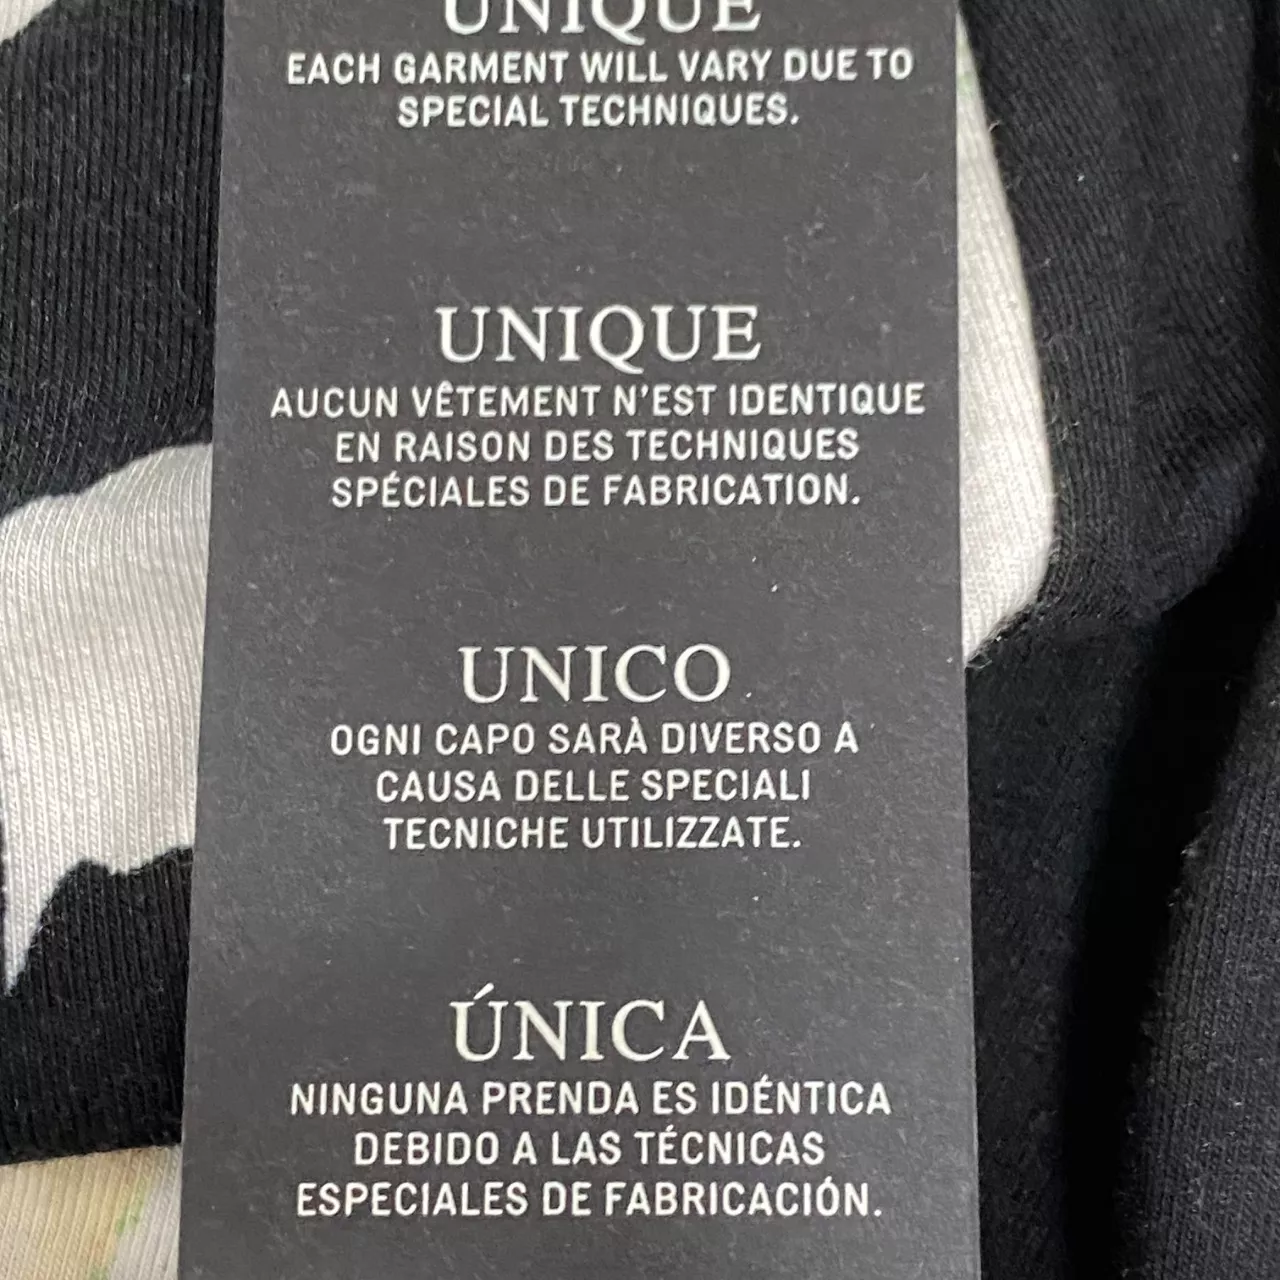 UNIQUE
EACH GARMENT WILL VARY DUE TO
SPECIAL TECHNIQUES.
UNIQUE
AUCUN VÊTEMENT N'EST IDENTIQUE
EN RAISON DES TECHNIQUES
SPÉCIALES DE FABRICATION.
UNICO
OGNI CAPO SARÀ DIVERSO A
CAUSA DELLE SPECIALI
TECNICHE UTILIZZATE.
ÚNICA
NINGUNA PRENDA ES IDÉNTICA
DEBIDO A LAS TÉCNICAS
ESPECIALES DE FABRICACIÓN.